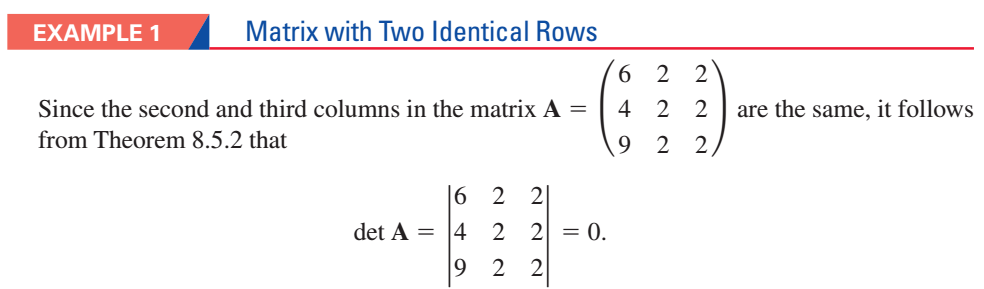 EXAMPLE 1 Matrix with Two Identical Rows
Since the second and third columns in the matrix A = ( 6 2 2 ; 4 2 2 ; 9 2 2 ) are the same, it follows
from Theorem 8.5.2 that
6 2 2
det A = |4 2 2| = 0.
9 2 2